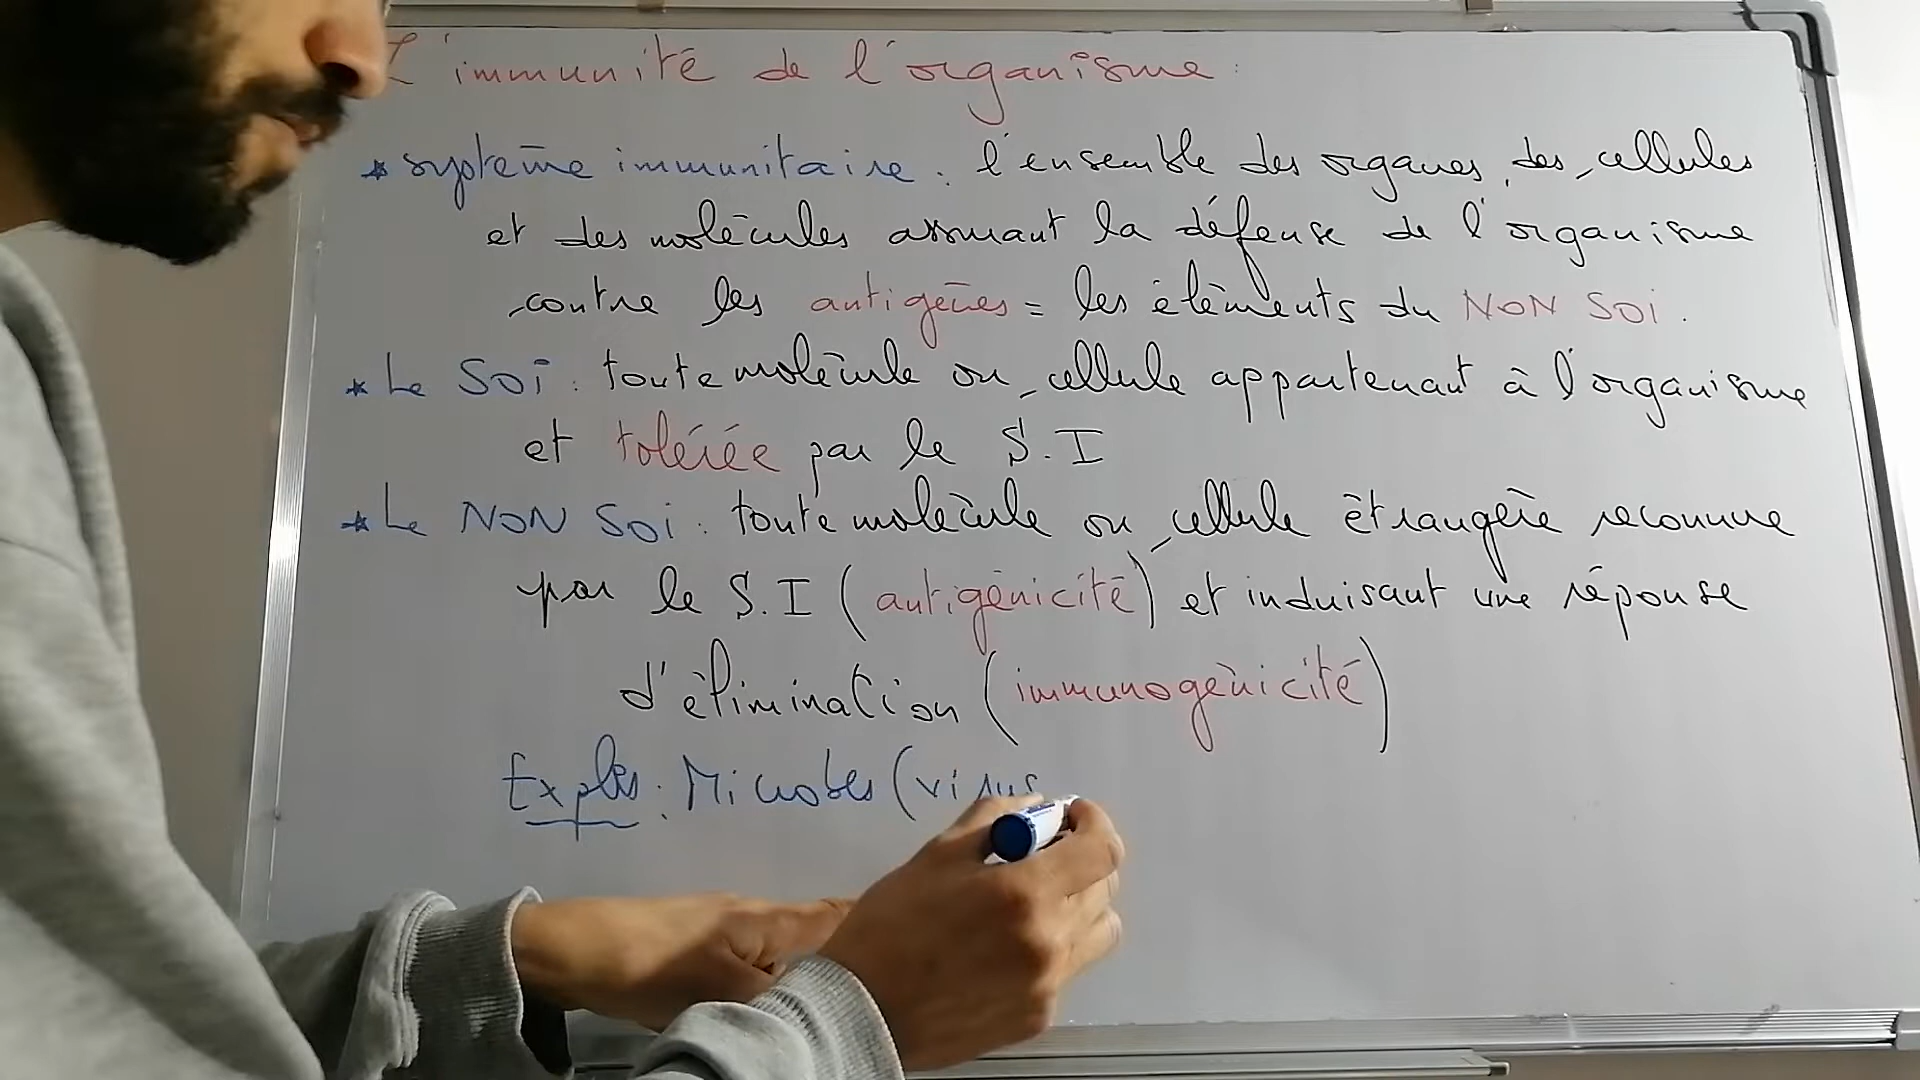 L'immunité de l'organisme :
* système immunitaire : l'ensemble des organes, des cellules
et des molécules assurant la défense de l'organisme
contre les antigènes = les éléments du NON SOI.
* Le SOI : toute molécule ou cellule appartenant à l'organisme
et tolérée par le S.I
* Le NON SOI : toute molécule ou cellule étrangère reconnue
par le S.I (antigénicité) et induisant une réponse
d'élimination (immunogénicité)
Exples : Microbes (virus